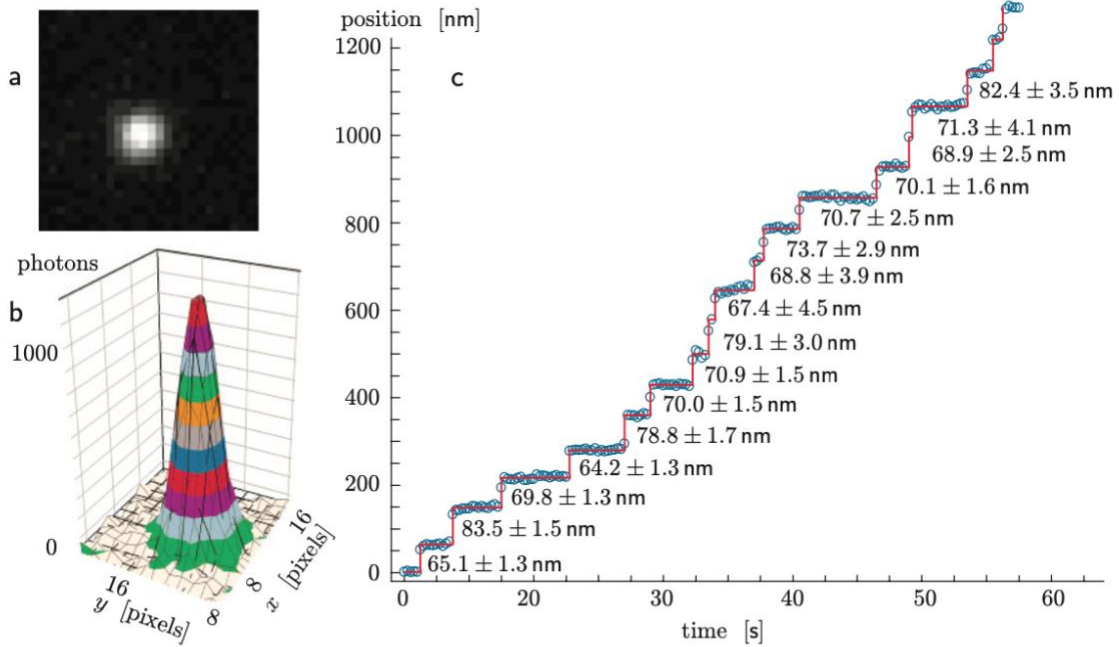 a
photons
b
1000
0
16
y [pixels]
8
8
16
x [pixels]
position [nm]
c
1200
1000
800
600
400
200
0
82.4 ± 3.5 nm
71.3 ± 4.1 nm
68.9 ± 2.5 nm
70.1 ± 1.6 nm
70.7 ± 2.5 nm
73.7 ± 2.9 nm
68.8 ± 3.9 nm
67.4 ± 4.5 nm
79.1 ± 3.0 nm
70.9 ± 1.5 nm
70.0 ± 1.5 nm
78.8 ± 1.7 nm
64.2 ± 1.3 nm
69.8 ± 1.3 nm
83.5 ± 1.5 nm
65.1 ± 1.3 nm
0 20 30 40 50 60
time [s]